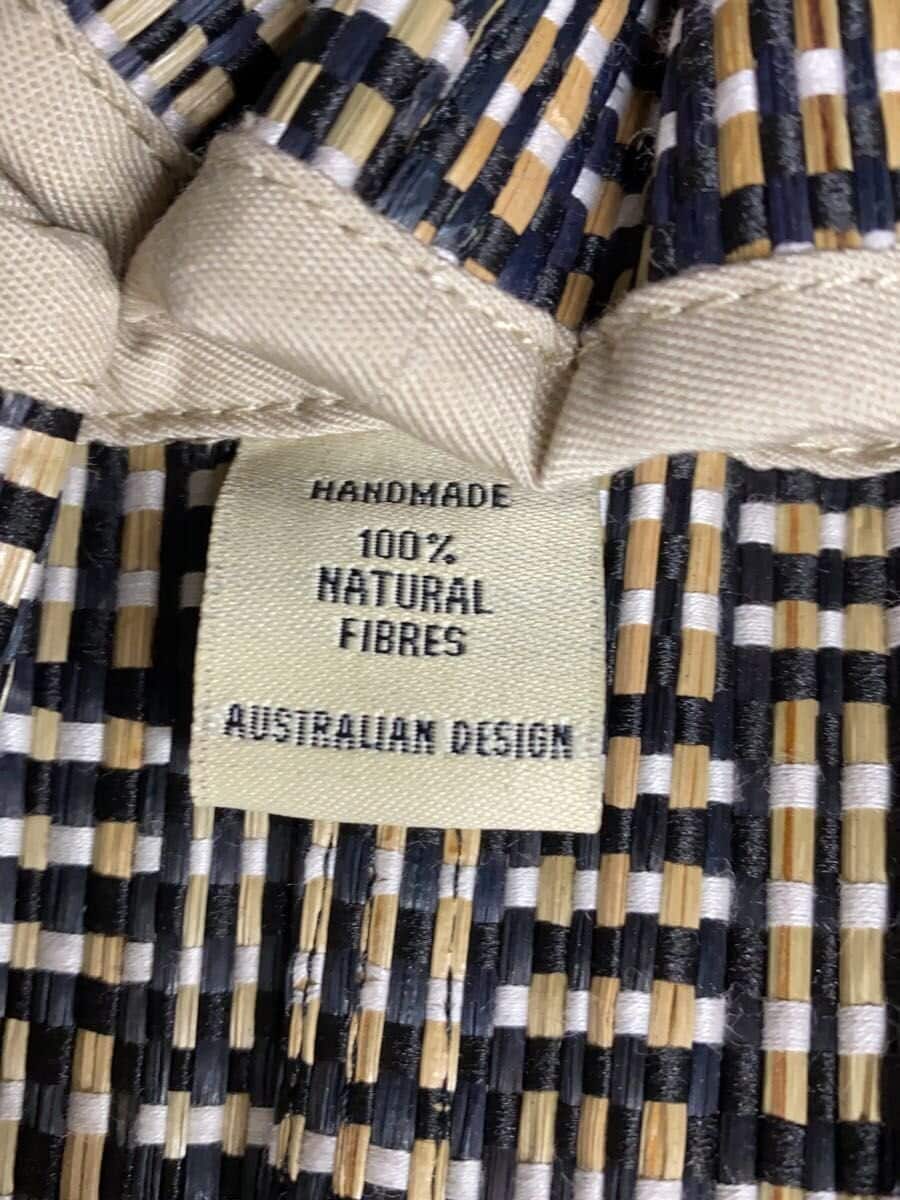 HANDMADE
100%
NATURAL
FIBRES
AUSTRALIAN DESIGN